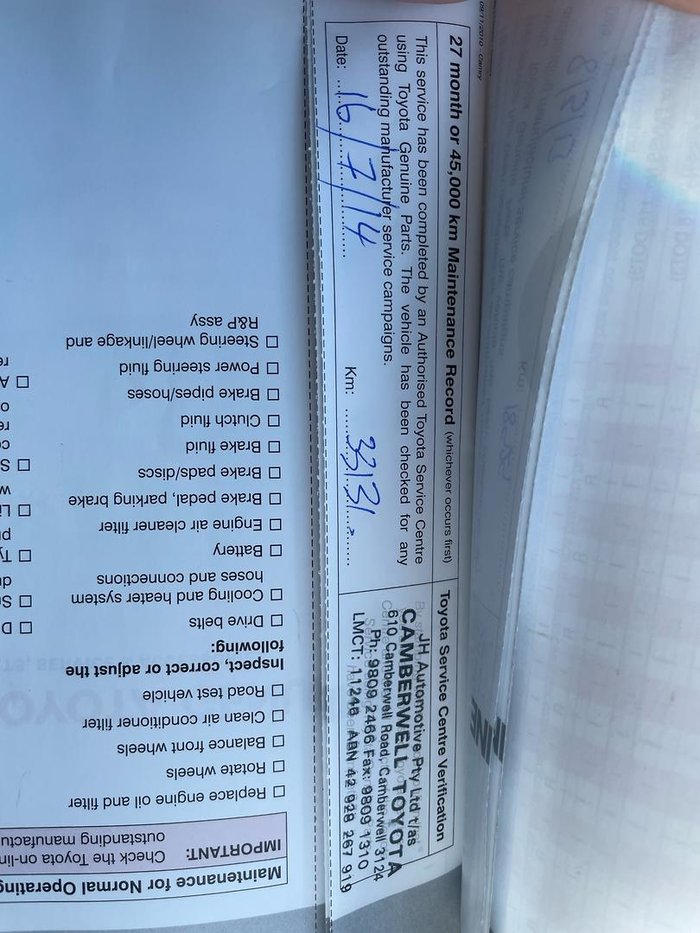 27 month or 45,000 km Maintenance Record (whichever occurs first)
This service has been completed by an Authorised Toyota Service Centre
using Toyota Genuine Parts. The vehicle has been checked for any
outstanding manufacturer service campaigns.
Date: 16/7/14 Km: 33131
Toyota Service Centre Verification
JH Automotive Pty Ltd t/as
CAMBERWELL TOYOTA
610 Camberwell Road, Camberwell 3124
Ph: 9809 2466 Fax: 9809 1310
LMCT: 11248 ABN 42 928 267 919
08/11/2010 - Camry
Maintenance for Normal Operating
IMPORTANT: Check the Toyota on-lin
outstanding manufactu
Replace engine oil and filter
Rotate wheels
Balance front wheels
Clean air conditioner filter
Road test vehicle
Inspect, correct or adjust the
following:
Drive belts
Cooling and heater system
hoses and connections
Battery
Engine air cleaner filter
Brake pedal, parking brake
Brake pads/discs
Brake fluid
Clutch fluid
Brake pipes/hoses
Power steering fluid
Steering wheel/linkage and
R&P assy